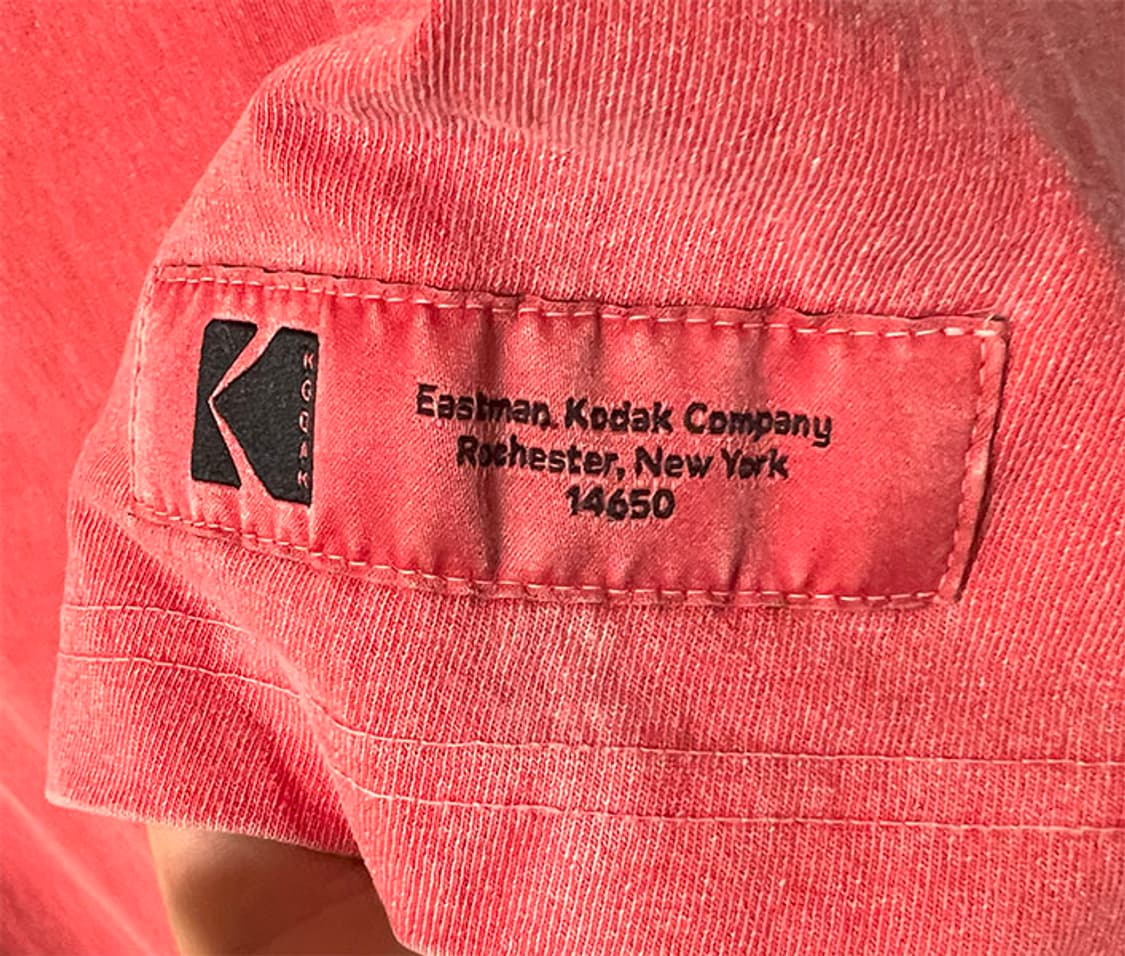 KODAK
Eastman Kodak Company
Rochester, New York
14650